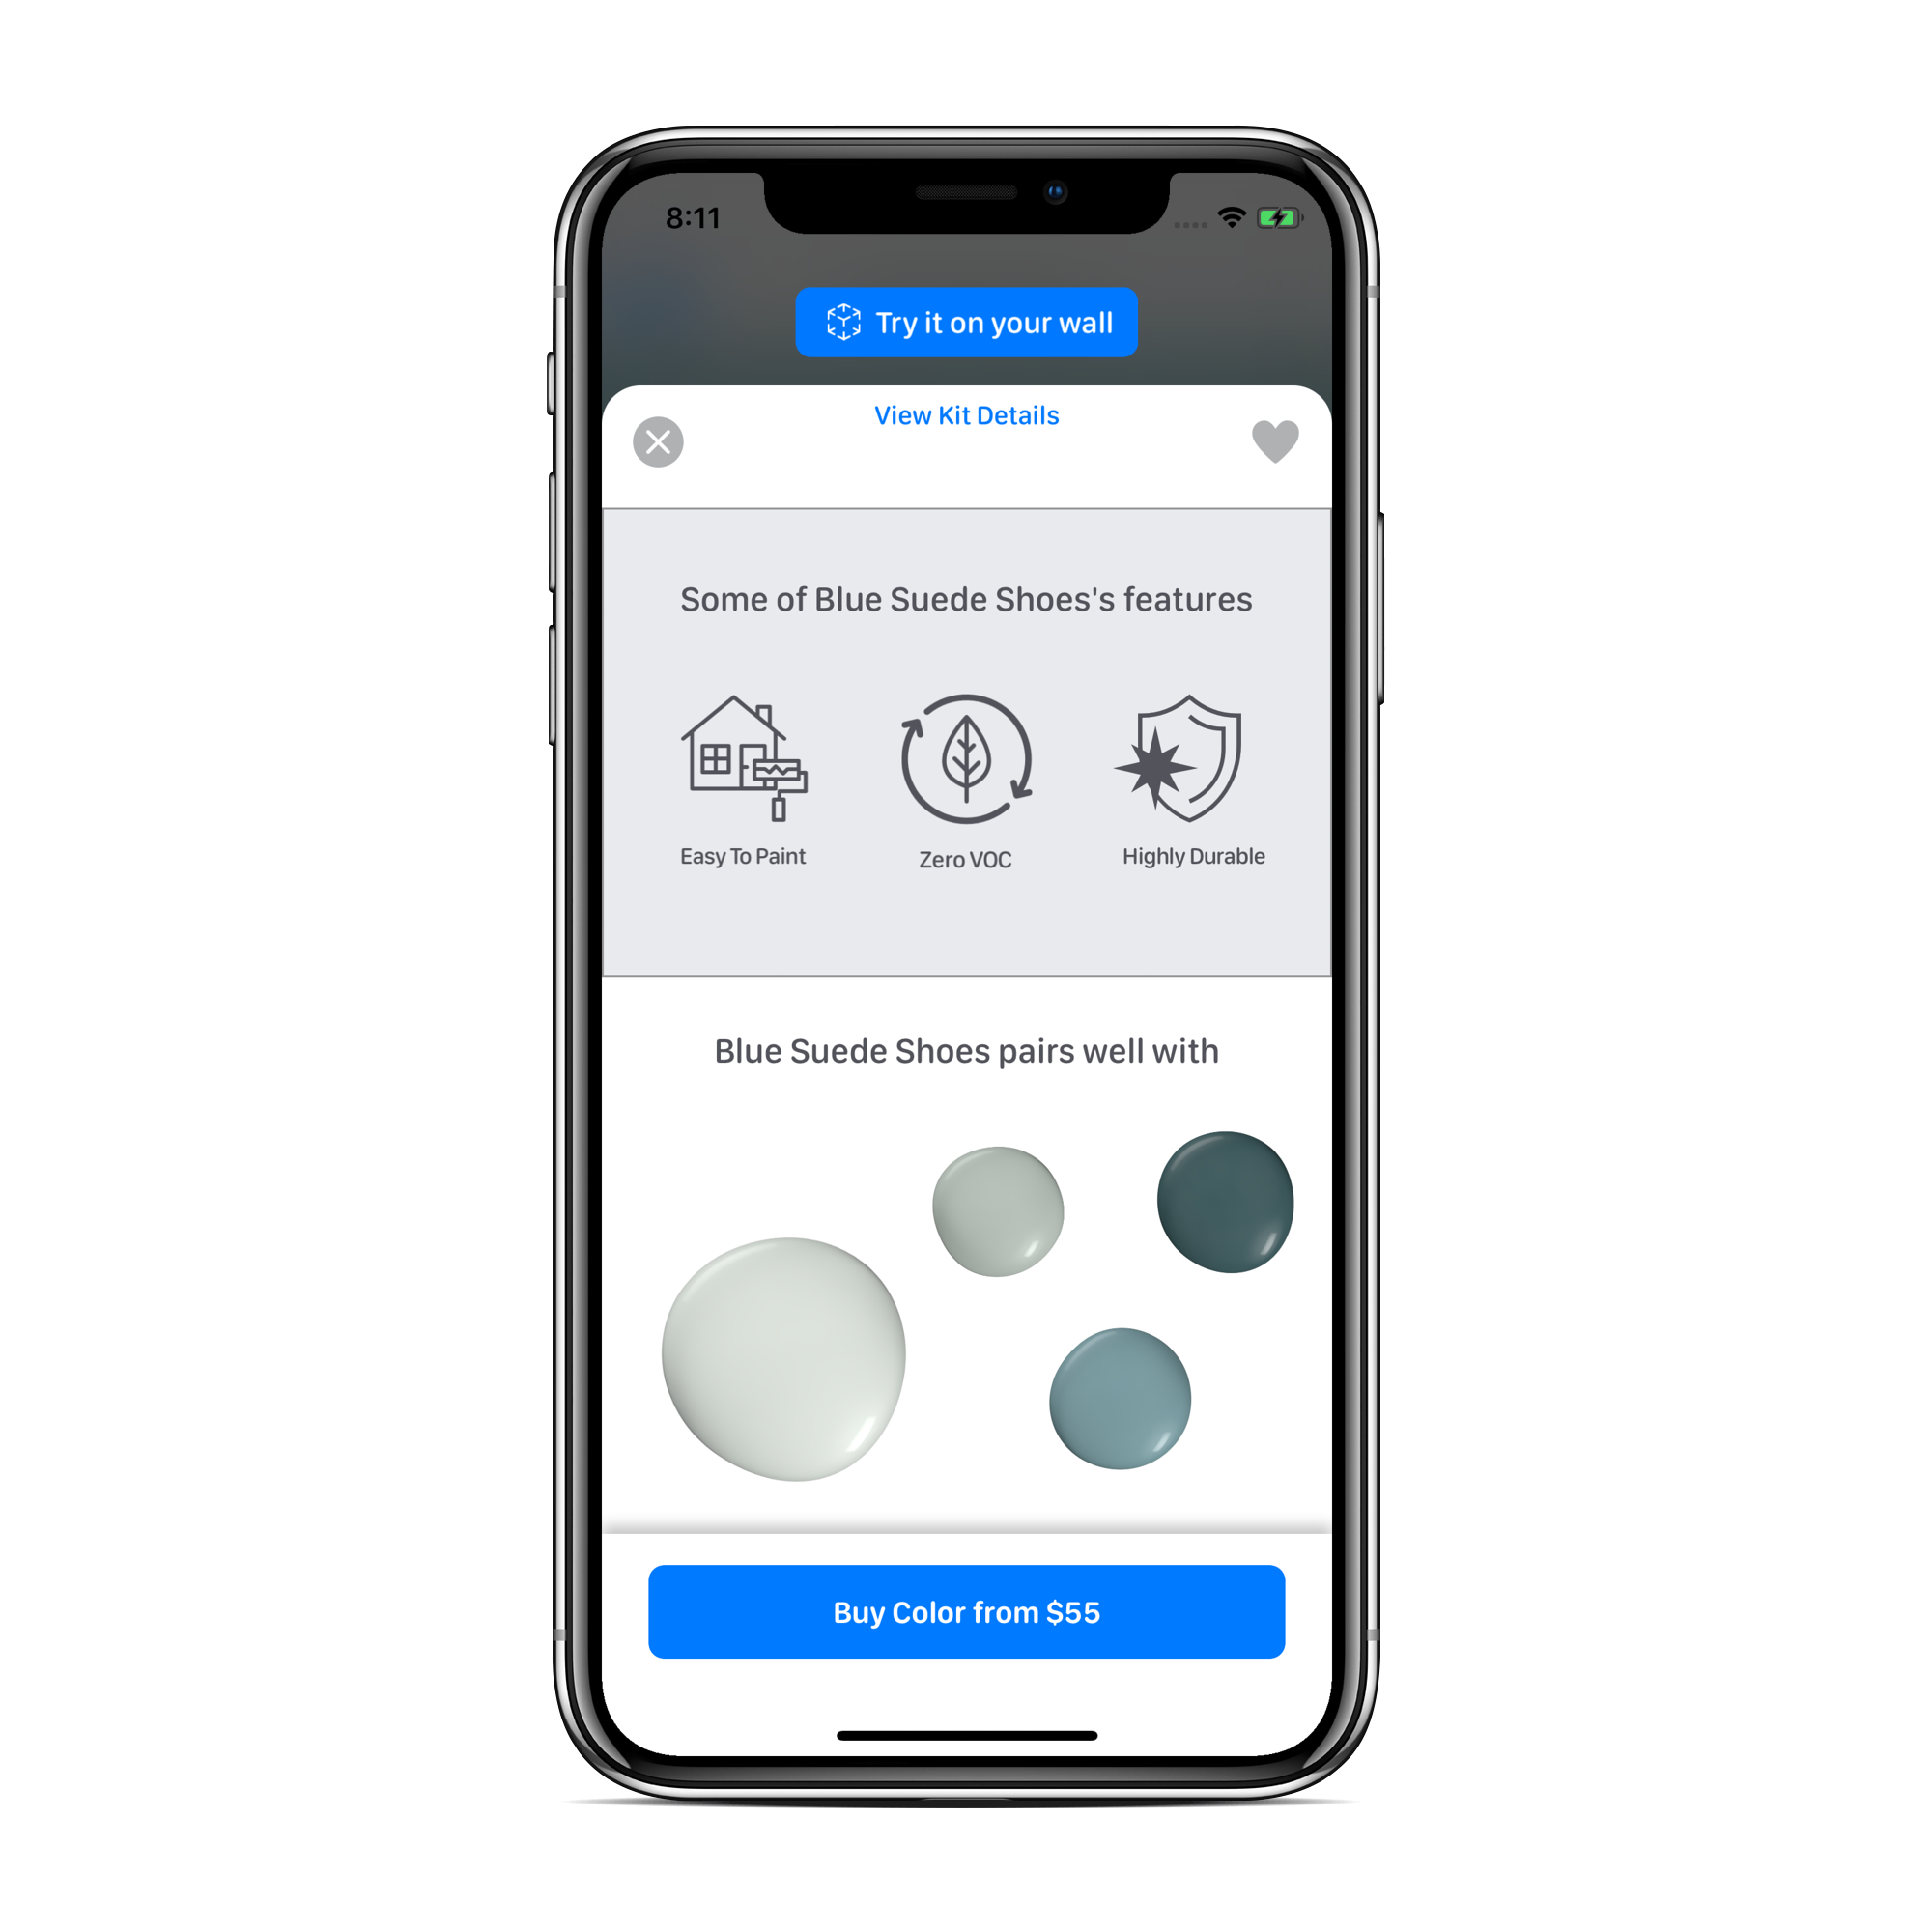 8:11
Try it on your wall
View Kit Details
Some of Blue Suede Shoes's features
Easy To Paint
Zero VOC
Highly Durable
Blue Suede Shoes pairs well with
Buy Color from $55